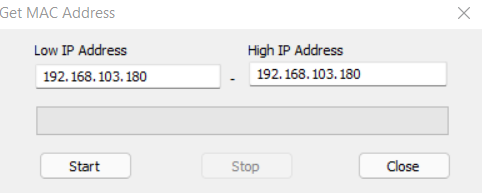 Get MAC Address
Low IP Address High IP Address
192.168.103.180 - 192.168.103.180
Start Stop Close